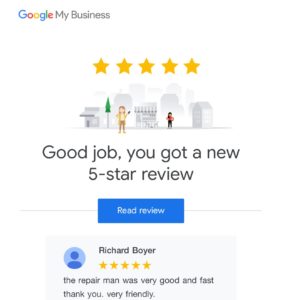 Google My Business
Good job, you got a new
5-star review
Read review
Richard Boyer
the repair man was very good and fast
thank you. very friendly.